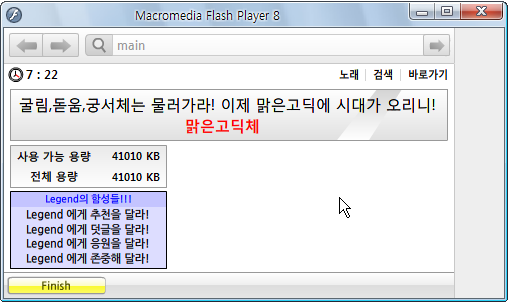 Macromedia Flash Player 8
main
7 : 22
노래 | 검색 | 바로가기
굴림,돋움,궁서체는 물러가라! 이제 맑은고딕에 시대가 오리니!
맑은고딕체
사용 가능 용량 41010 KB
전체 용량 41010 KB
Legend의 함성들!!!
Legend 에게 추천을 달라!
Legend 에게 덧글을 달라!
Legend 에게 응원을 달라!
Legend 에게 존중해 달라!
Finish